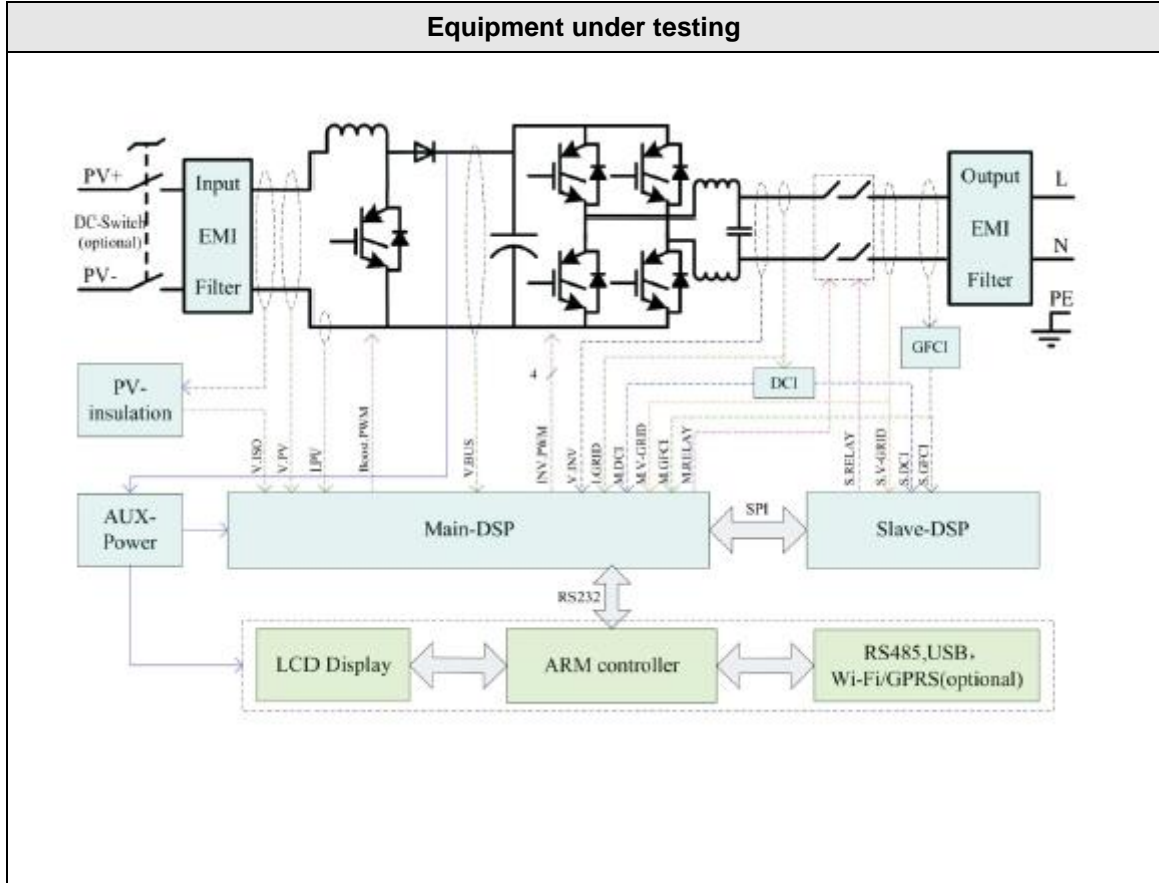 Equipment under testing
PV+
DC-Switch
(optional)
PV-
Input
EMI
Filter
Output
EMI
Filter
L
N
PE
GFCI
DCI
PV-
insulation
4
V.ISO
V.PV
I.PV
Boost.PWM
V.BUS
INV.PWM
V.INV
I.GRID
M.DCI
M.V-GRID
M.GFCI
M.RELAY
S.RELAY
S.V-GRID
S.DCI
S.GFCI
AUX-
Power
Main-DSP
SPI
Slave-DSP
RS232
LCD Display
ARM controller
RS485,USB,
Wi-Fi/GPRS(optional)